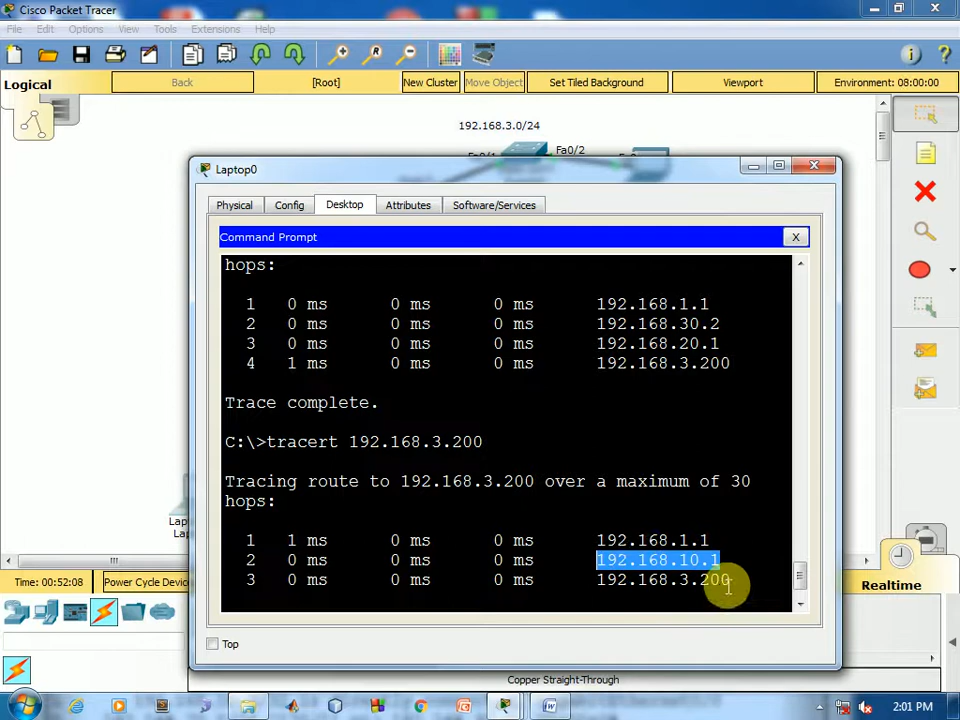 Cisco Packet Tracer
File Edit Options View Tools Extensions Help
Logical Back [Root] New Cluster Move Object Set Tiled Background Viewport Environment: 08:00:00
192.168.3.0/24
Fa0/2
Laptop0
Physical Config Desktop Attributes Software/Services
Command Prompt X
hops:
1 0 ms 0 ms 0 ms 192.168.1.1
2 0 ms 0 ms 0 ms 192.168.30.2
3 0 ms 0 ms 0 ms 192.168.20.1
4 1 ms 0 ms 0 ms 192.168.3.200
Trace complete.
C:\>tracert 192.168.3.200
Tracing route to 192.168.3.200 over a maximum of 30
hops:
1 1 ms 0 ms 0 ms 192.168.1.1
2 0 ms 0 ms 0 ms 192.168.10.1
3 0 ms 0 ms 0 ms 192.168.3.200
Top
Time: 00:52:08 Power Cycle Device Realtime
Copper Straight-Through
2:01 PM